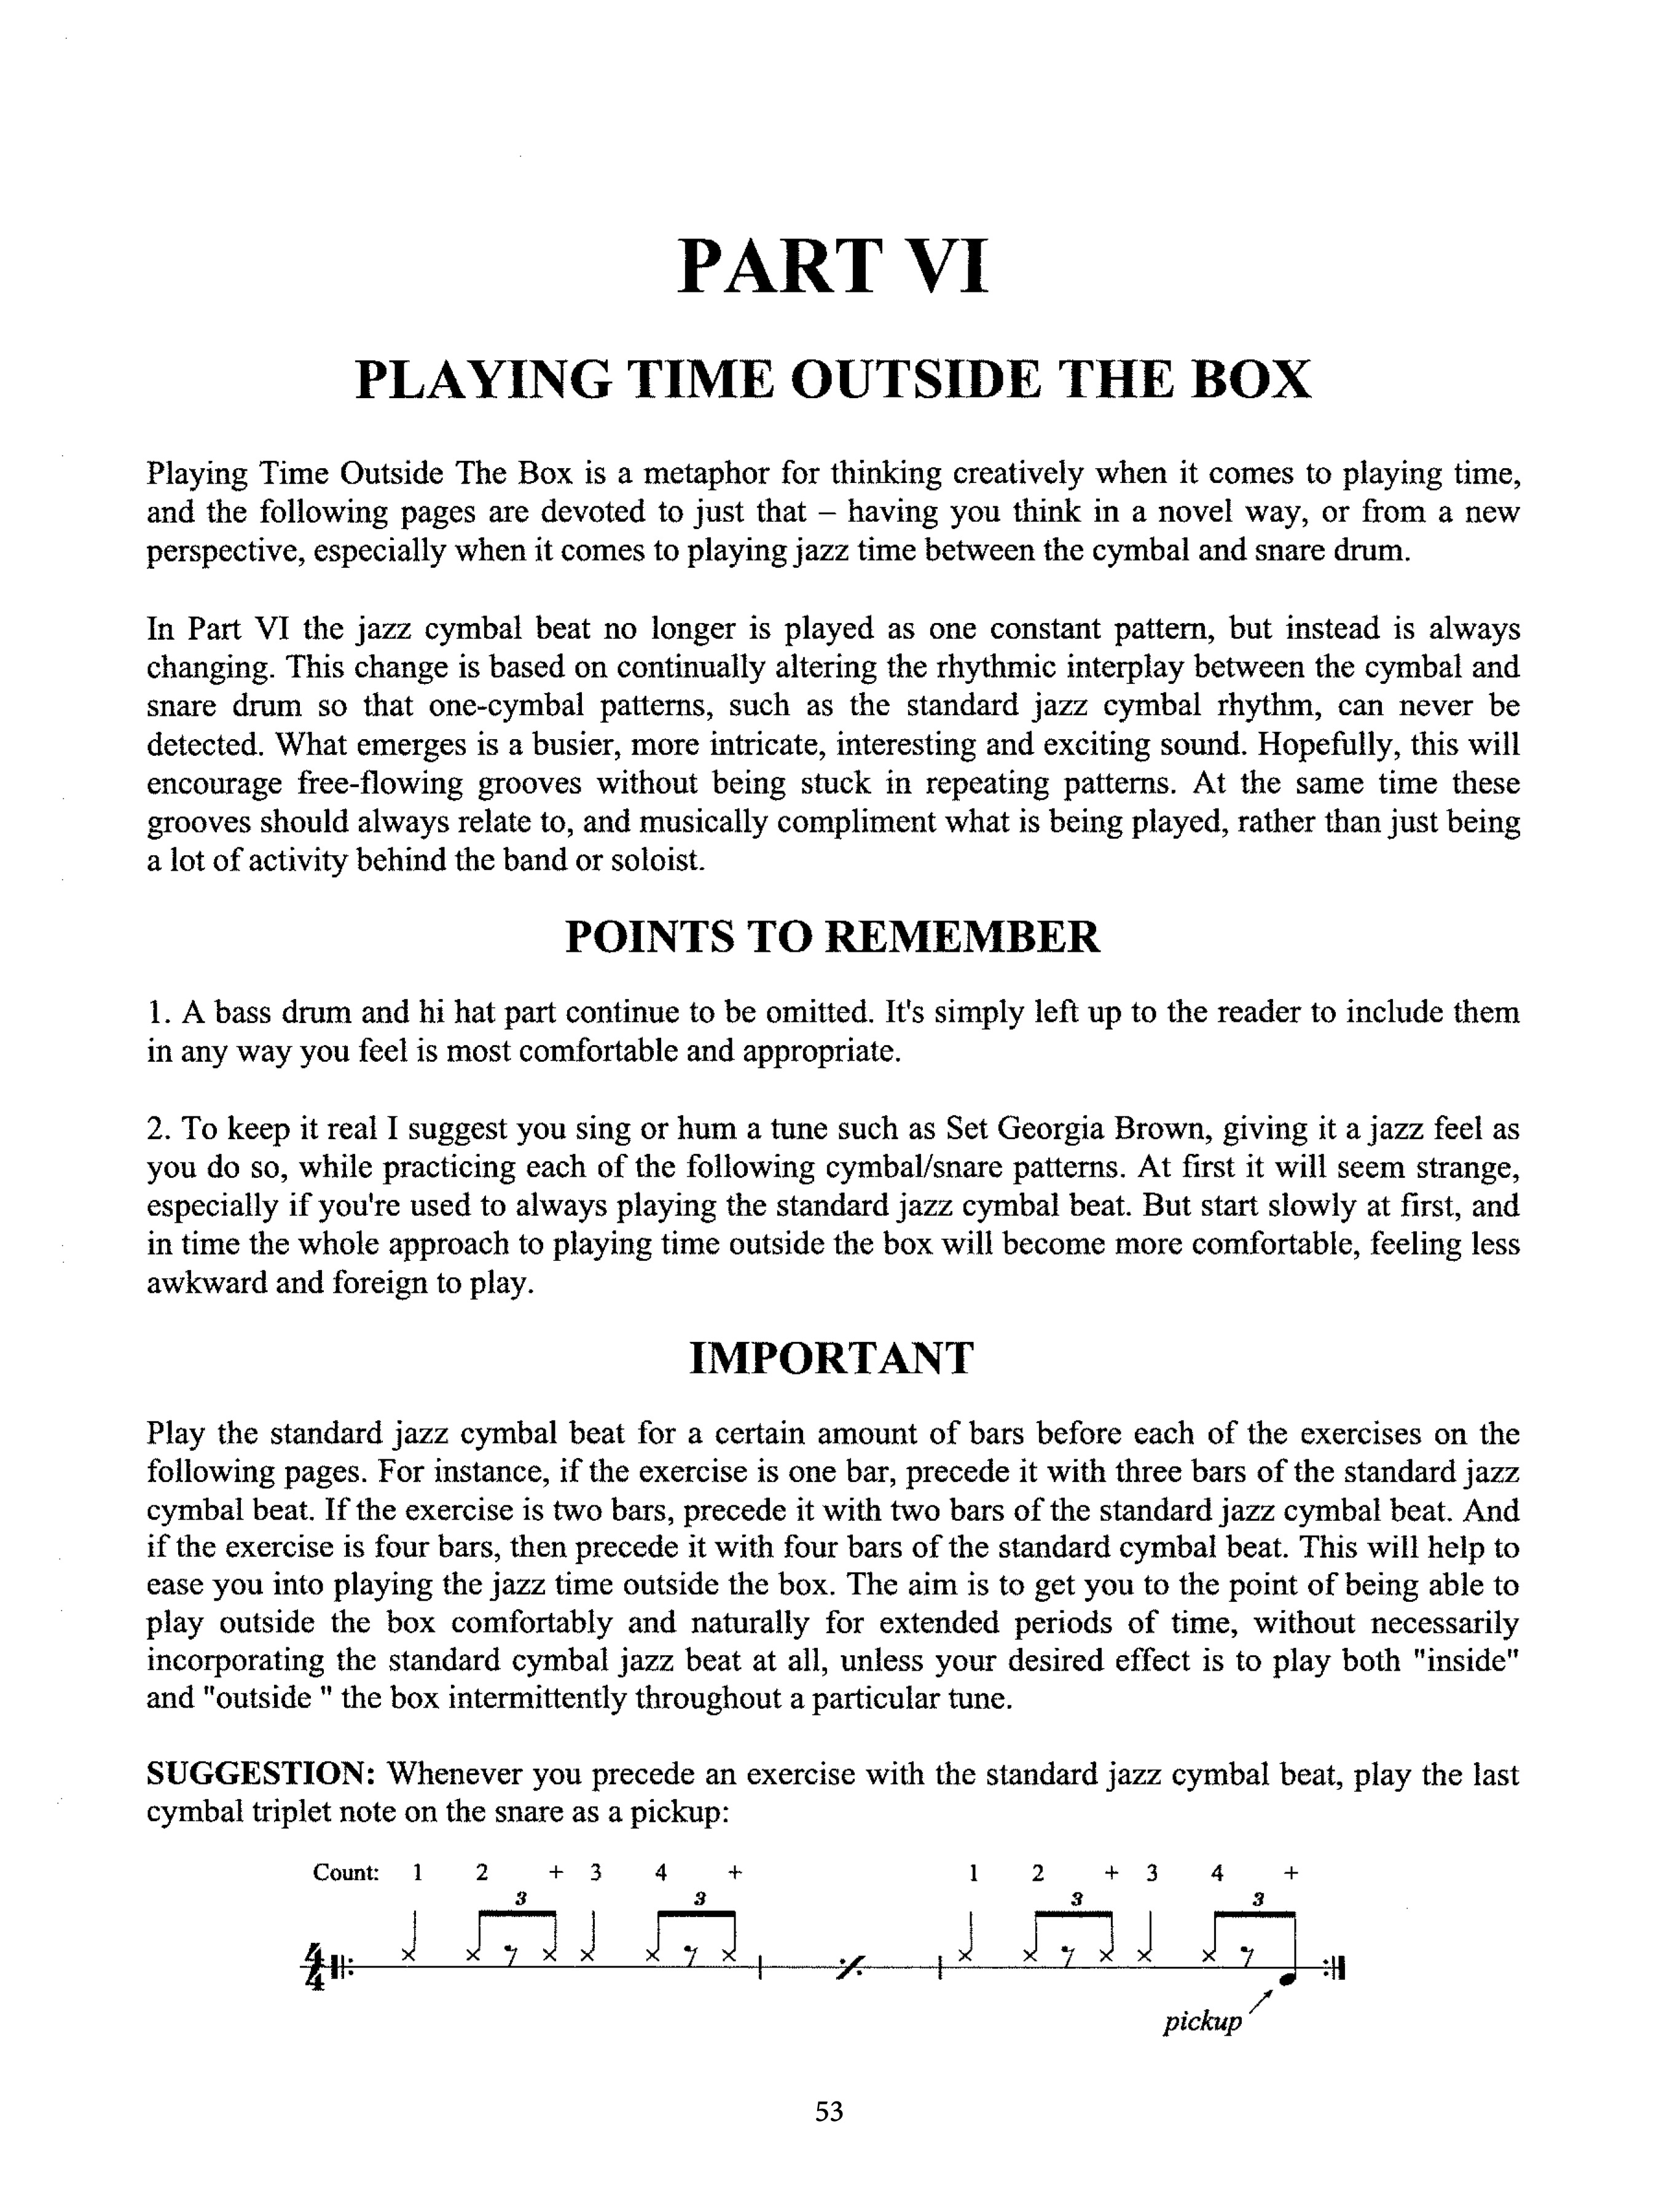 PART VI
PLAYING TIME OUTSIDE THE BOX
Playing Time Outside The Box is a metaphor for thinking creatively when it comes to playing time,
and the following pages are devoted to just that – having you think in a novel way, or from a new
perspective, especially when it comes to playing jazz time between the cymbal and snare drum.
In Part VI the jazz cymbal beat no longer is played as one constant pattern, but instead is always
changing. This change is based on continually altering the rhythmic interplay between the cymbal and
snare drum so that one-cymbal patterns, such as the standard jazz cymbal rhythm, can never be
detected. What emerges is a busier, more intricate, interesting and exciting sound. Hopefully, this will
encourage free-flowing grooves without being stuck in repeating patterns. At the same time these
grooves should always relate to, and musically compliment what is being played, rather than just being
a lot of activity behind the band or soloist.
POINTS TO REMEMBER
1. A bass drum and hi hat part continue to be omitted. It's simply left up to the reader to include them
in any way you feel is most comfortable and appropriate.
2. To keep it real I suggest you sing or hum a tune such as Set Georgia Brown, giving it a jazz feel as
you do so, while practicing each of the following cymbal/snare patterns. At first it will seem strange,
especially if you're used to always playing the standard jazz cymbal beat. But start slowly at first, and
in time the whole approach to playing time outside the box will become more comfortable, feeling less
awkward and foreign to play.
IMPORTANT
Play the standard jazz cymbal beat for a certain amount of bars before each of the exercises on the
following pages. For instance, if the exercise is one bar, precede it with three bars of the standard jazz
cymbal beat. If the exercise is two bars, precede it with two bars of the standard jazz cymbal beat. And
if the exercise is four bars, then precede it with four bars of the standard cymbal beat. This will help to
ease you into playing the jazz time outside the box. The aim is to get you to the point of being able to
play outside the box comfortably and naturally for extended periods of time, without necessarily
incorporating the standard cymbal jazz beat at all, unless your desired effect is to play both "inside"
and "outside " the box intermittently throughout a particular tune.
SUGGESTION: Whenever you precede an exercise with the standard jazz cymbal beat, play the last
cymbal triplet note on the snare as a pickup:
Count: 1 2 + 3 4 + 1 2 + 3 4 +
3 3 3 3
4
4
pickup
53